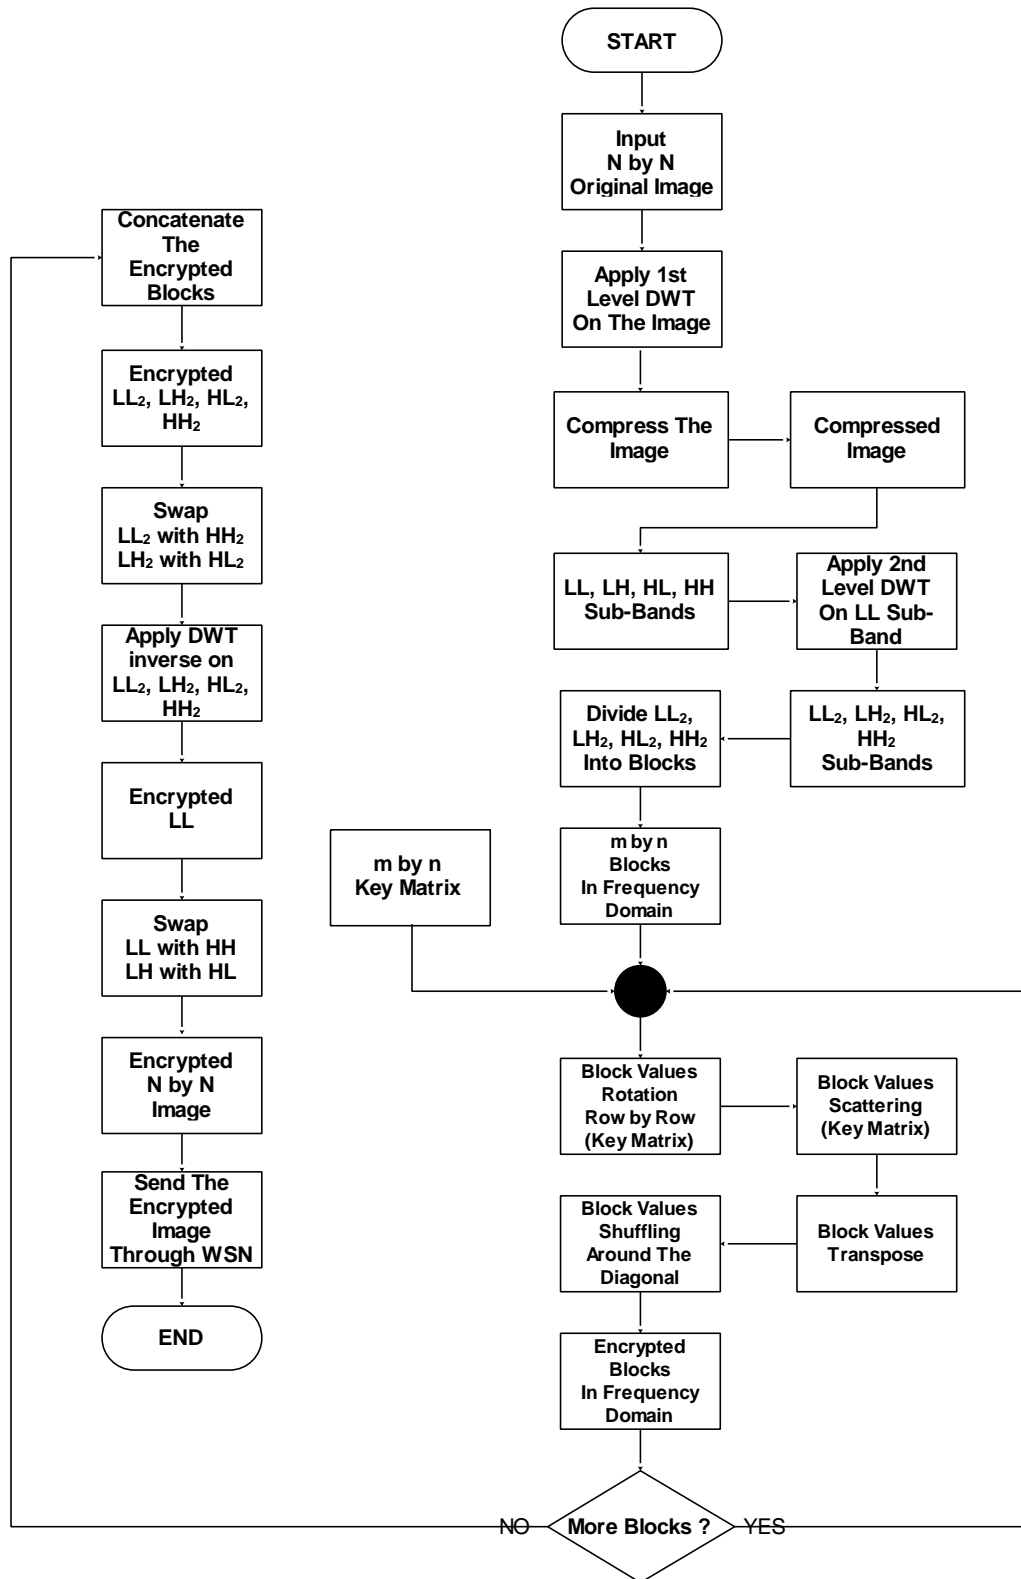 START
Input
N by N
Original Image
Apply 1st
Level DWT
On The Image
Compress The
Image
Compressed
Image
LL, LH, HL, HH
Sub-Bands
Apply 2nd
Level DWT
On LL Sub-
Band
LL₂, LH₂, HL₂,
HH₂
Sub-Bands
Divide LL₂,
LH₂, HL₂, HH₂
Into Blocks
m by n
Blocks
In Frequency
Domain
m by n
Key Matrix
Block Values
Rotation
Row by Row
(Key Matrix)
Block Values
Scattering
(Key Matrix)
Block Values
Transpose
Block Values
Shuffling
Around The
Diagonal
Encrypted
Blocks
In Frequency
Domain
More Blocks ?
YES
NO
Concatenate
The
Encrypted
Blocks
Encrypted
LL₂, LH₂, HL₂,
HH₂
Swap
LL₂ with HH₂
LH₂ with HL₂
Apply DWT
inverse on
LL₂, LH₂, HL₂,
HH₂
Encrypted
LL
Swap
LL with HH
LH with HL
Encrypted
N by N
Image
Send The
Encrypted
Image
Through WSN
END